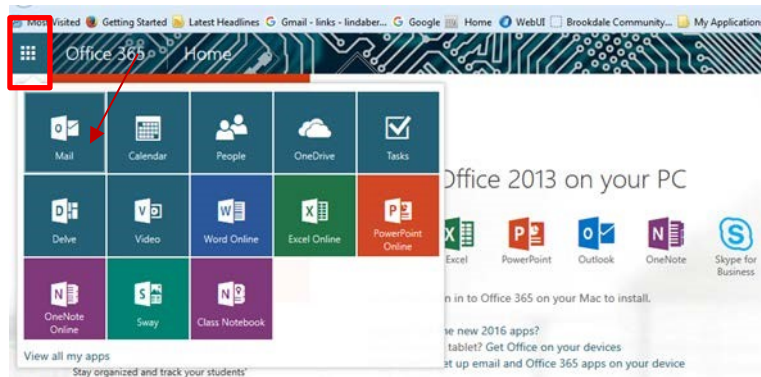 Most Visited Getting Started Latest Headlines Gmail - links - lindaber... Google Home WebUI Brookdale Community... My Applications
Office 365 Home
Mail Calendar People OneDrive Tasks
Office 2013 on your PC
Delve Video Word Online Excel Online PowerPoint Online
Excel PowerPoint Outlook OneNote Skype for Business
OneNote Online Sway Class Notebook
n in to Office 365 on your Mac to install.
e new 2016 apps?
tablet? Get Office on your devices
et up email and Office 365 apps on your device
View all my apps
Stay organized and track your students'